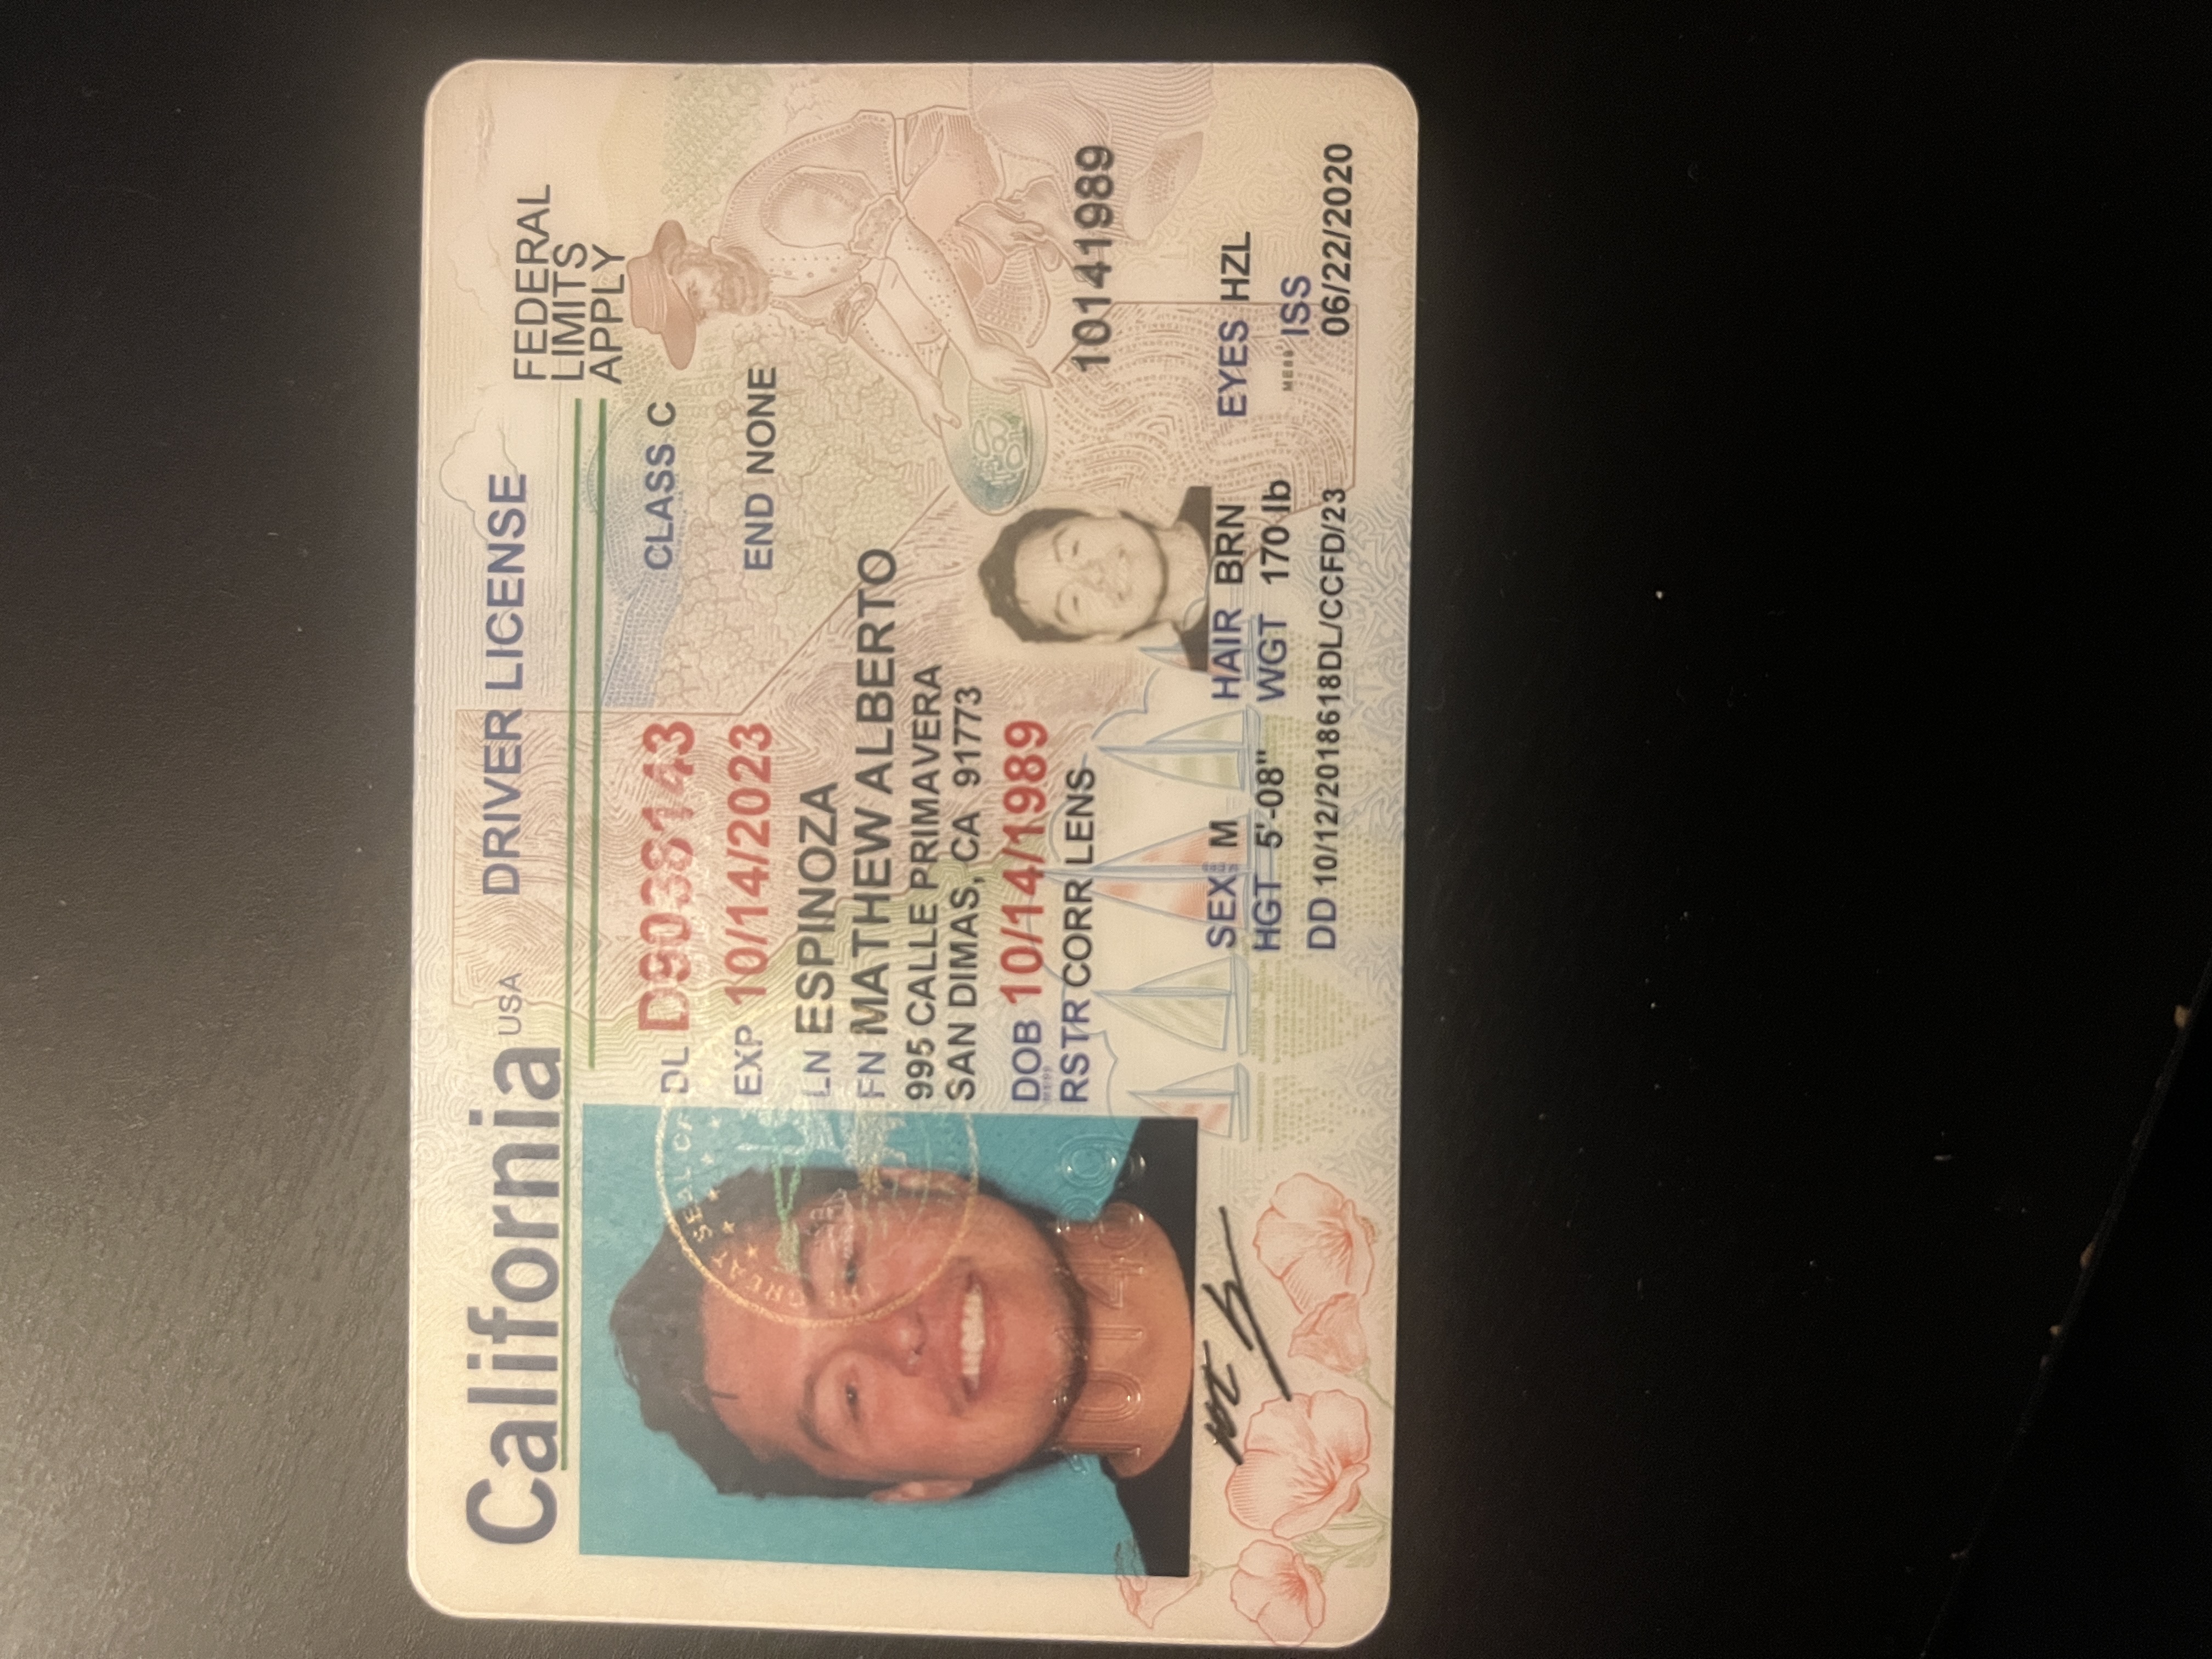 California USA DRIVER LICENSE
FEDERAL
LIMITS
APPLY
GREAT SEAL OF
DL D9038143
CLASS C
EXP 10/14/2023
END NONE
LN ESPINOZA
FN MATHEW ALBERTO
995 CALLE PRIMAVERA
SAN DIMAS, CA 91773
DOB 10/14/1989
RSTR CORR LENS
10141989
SEX M HAIR BRN EYES HZL
HGT 5'-08" WGT 170 lb
ISS
DD 10/12/2018618DL/CCFD/23
06/22/2020